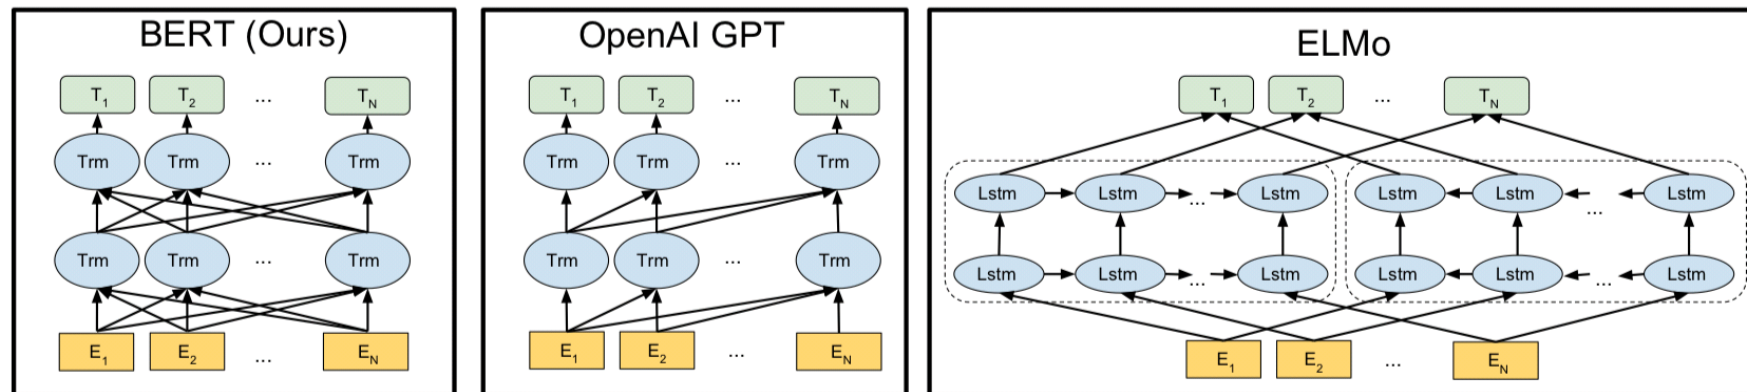 BERT (Ours)
T1 T2 ... TN
Trm Trm ... Trm
Trm Trm ... Trm
E1 E2 ... EN
OpenAI GPT
T1 T2 ... TN
Trm Trm ... Trm
Trm Trm ... Trm
E1 E2 ... EN
ELMo
T1 T2 ... TN
Lstm Lstm ... Lstm Lstm Lstm ... Lstm
Lstm Lstm ... Lstm Lstm Lstm ... Lstm
E1 E2 ... EN